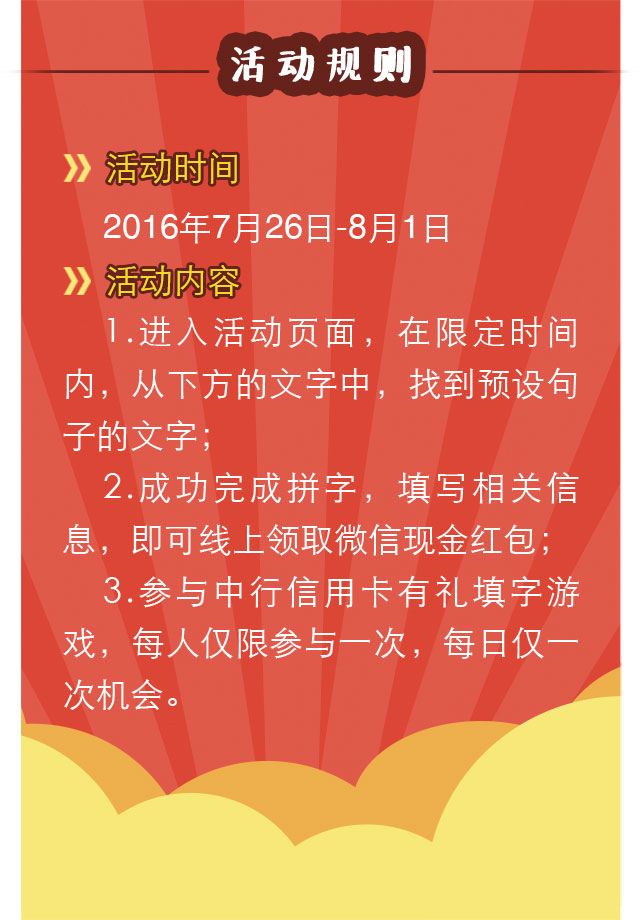 活动规则
活动时间
2016年7月26日-8月1日
活动内容
1.进入活动页面，在限定时间
内，从下方的文字中，找到预设句
子的文字；
2.成功完成拼字，填写相关信
息，即可线上领取微信现金红包；
3.参与中行信用卡有礼填字游
戏，每人仅限参与一次，每日仅一
次机会。